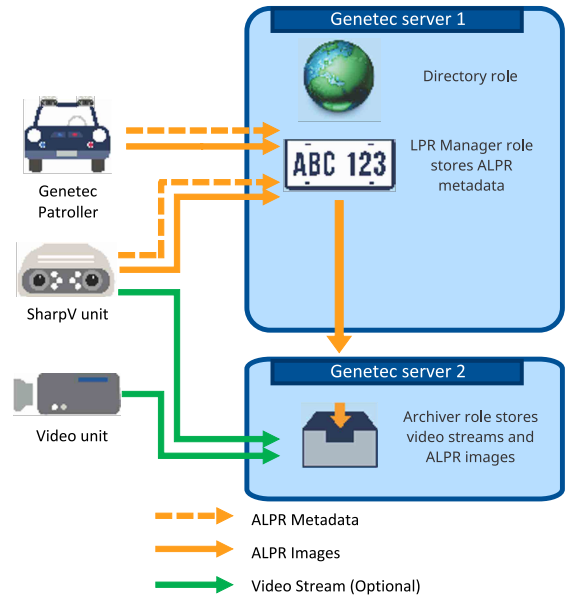 Genetec server 1
Directory role
Genetec
Patroller
ABC 123
LPR Manager role
stores ALPR
metadata
SharpV unit
Genetec server 2
Video unit
Archiver role stores
video streams and
ALPR images
ALPR Metadata
ALPR Images
Video Stream (Optional)